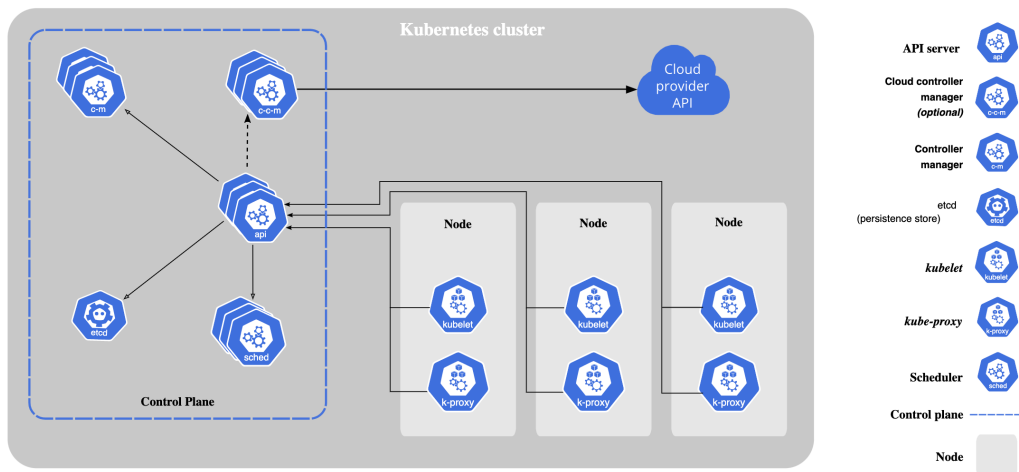 Kubernetes cluster
c-m
c-c-m
Cloud
provider
API
api
etcd
sched
Control Plane
Node
Node
Node
kubelet
kubelet
kubelet
k-proxy
k-proxy
k-proxy
API server
api
Cloud controller
manager
(optional)
c-c-m
Controller
manager
c-m
etcd
(persistence store)
etcd
kubelet
kubelet
kube-proxy
k-proxy
Scheduler
sched
Control plane
Node